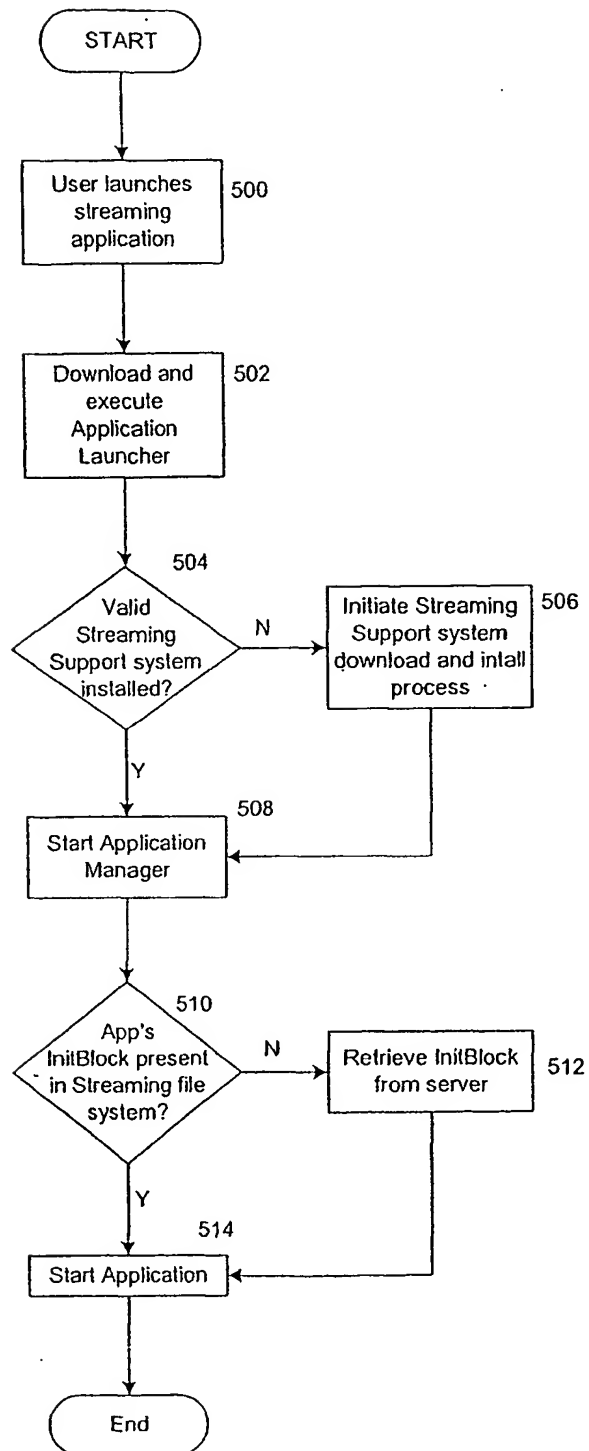 START
User launches
streaming
application
500
Download and
execute
Application
Launcher
502
504
Valid
Streaming
Support system
installed?
N
Initiate Streaming
Support system
download and intall
process
506
Y
508
Start Application
Manager
510
App's
InitBlock present
in Streaming file
system?
N
Retrieve InitBlock
from server
512
Y
514
Start Application
End